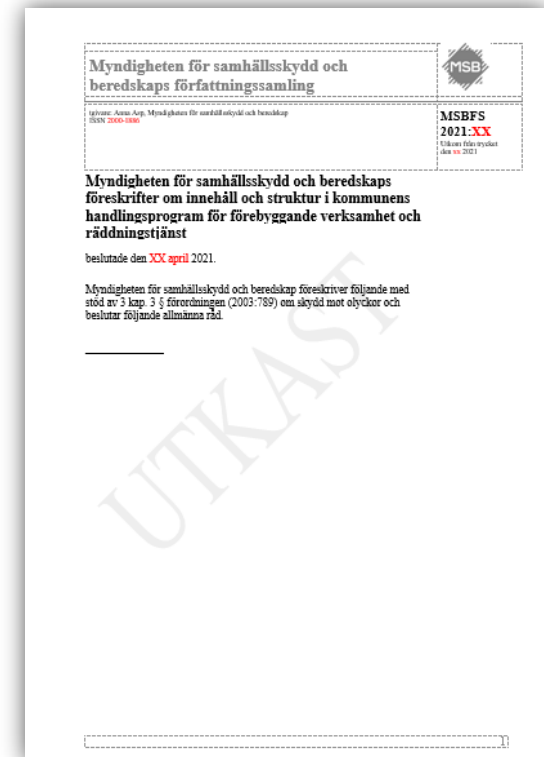 Myndigheten för samhällsskydd och
beredskaps författningssamling
MSB
tgivare: Anna Asp, Myndigheten för samhällsskydd och beredskap
ISSN 2000-1886
MSBFS
2021:XX
Utkom från trycket
den xx 2021
Myndigheten för samhällsskydd och beredskaps
föreskrifter om innehåll och struktur i kommunens
handlingsprogram för förebyggande verksamhet och
räddningstjänst
beslutade den XX april 2021.
Myndigheten för samhällsskydd och beredskap föreskriver följande med
stöd av 3 kap. 3 § förordningen (2003:789) om skydd mot olyckor och
beslutar följande allmänna råd.
UTKAST
1